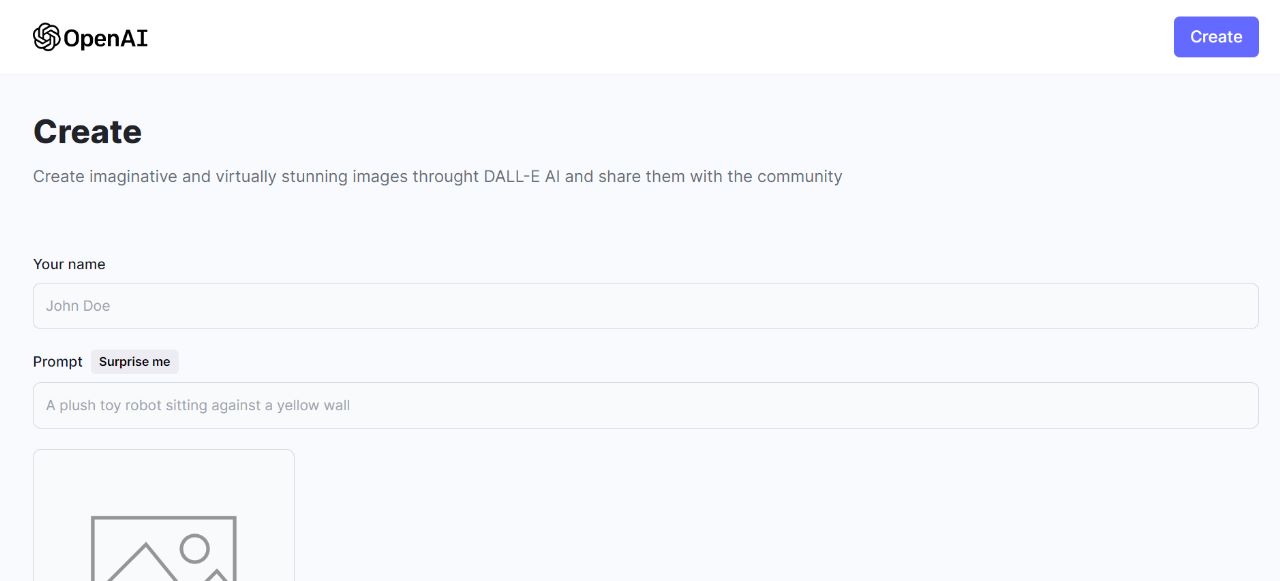 OpenAI
Create
Create
Create imaginative and virtually stunning images throught DALL-E AI and share them with the community
Your name
John Doe
Prompt
Surprise me
A plush toy robot sitting against a yellow wall